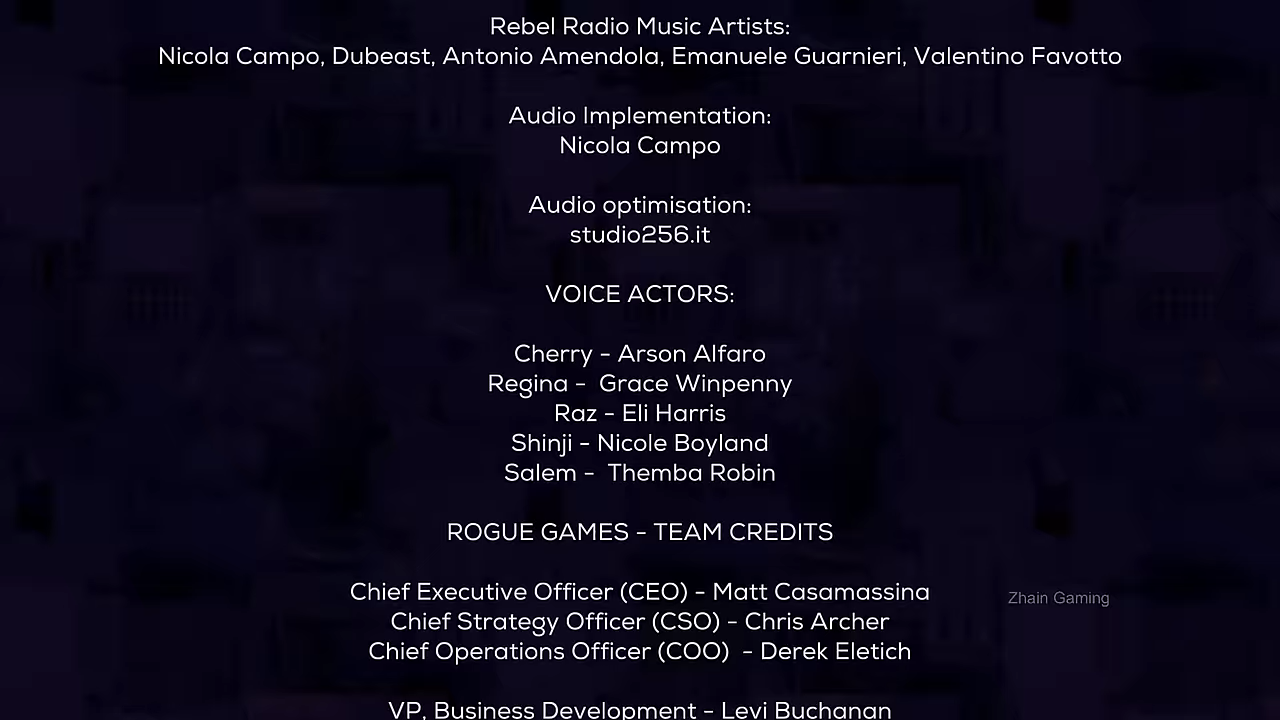 Rebel Radio Music Artists:
Nicola Campo, Dubeast, Antonio Amendola, Emanuele Guarnieri, Valentino Favotto
Audio Implementation:
Nicola Campo
Audio optimisation:
studio256.it
VOICE ACTORS:
Cherry - Arson Alfaro
Regina -  Grace Winpenny
Raz - Eli Harris
Shinji - Nicole Boyland
Salem -  Themba Robin
ROGUE GAMES - TEAM CREDITS
Chief Executive Officer (CEO) - Matt Casamassina
Zhain Gaming
Chief Strategy Officer (CSO) - Chris Archer
Chief Operations Officer (COO)  - Derek Eletich
VP, Business Development - Levi Buchanan